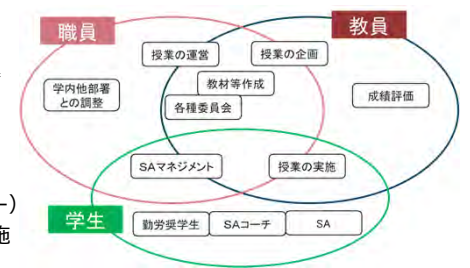 職員
教員
授業の運営
授業の企画
学内他部署
との調整
教材等作成
各種委員会
成績評価
SAマネジメント
授業の実施
ー)
施
学生
勤労奨学生
SAコーチ
SA